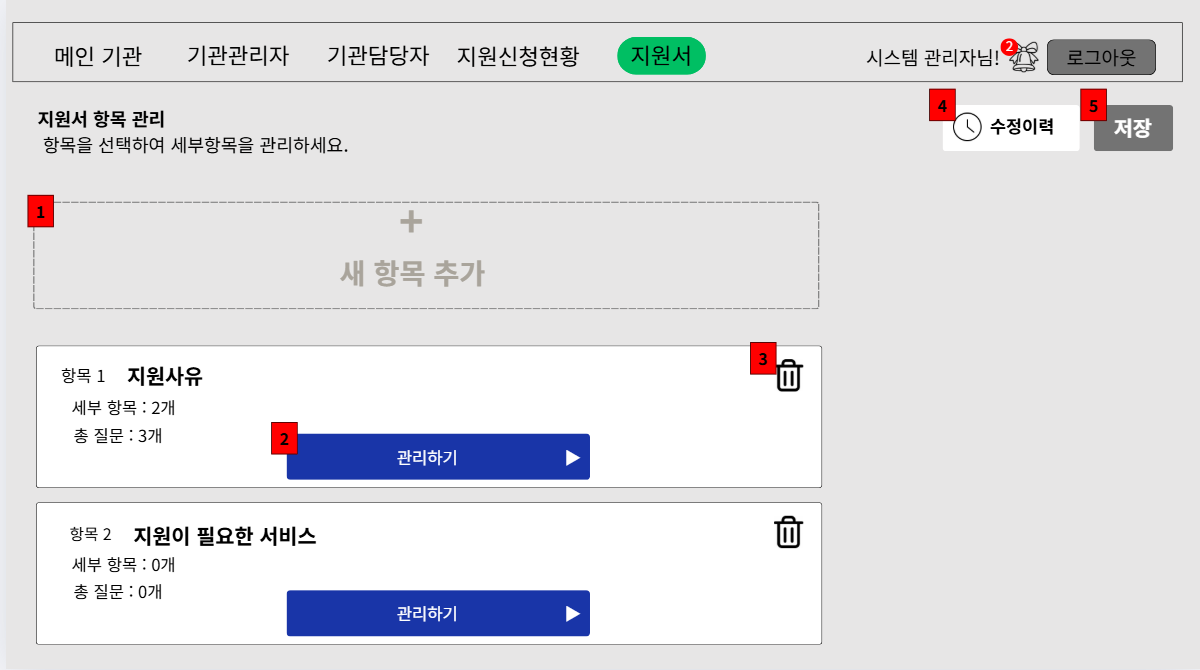 메인 기관 기관관리자 기관담당자 지원신청현황 지원서 시스템 관리자님! 2 로그아웃
지원서 항목 관리
항목을 선택하여 세부항목을 관리하세요.
4 수정이력 5 저장
1
+
새 항목 추가
항목 1 지원사유
3
세부 항목 : 2개
총 질문 : 3개
2 관리하기
항목 2 지원이 필요한 서비스
세부 항목 : 0개
총 질문 : 0개
관리하기